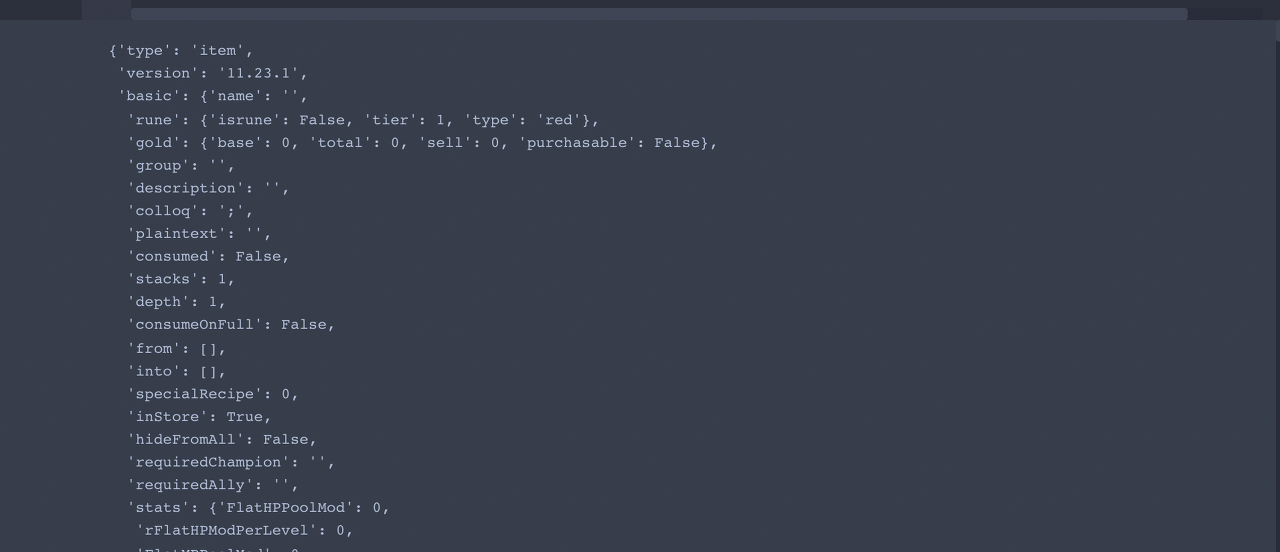 {'type': 'item',
'version': '11.23.1',
'basic': {'name': '',
'rune': {'isrune': False, 'tier': 1, 'type': 'red'},
'gold': {'base': 0, 'total': 0, 'sell': 0, 'purchasable': False},
'group': '',
'description': '',
'colloq': ';',
'plaintext': '',
'consumed': False,
'stacks': 1,
'depth': 1,
'consumeOnFull': False,
'from': [],
'into': [],
'specialRecipe': 0,
'inStore': True,
'hideFromAll': False,
'requiredChampion': '',
'requiredAlly': '',
'stats': {'FlatHPPoolMod': 0,
'rFlatHPModPerLevel': 0,